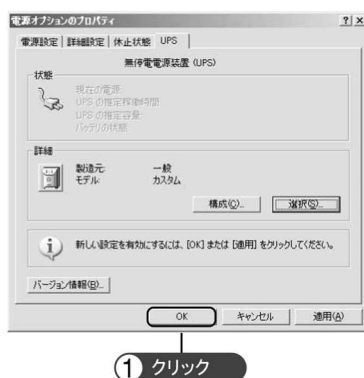 電源オプションのプロパティ
電源設定 詳細設定 休止状態 UPS
無停電電源装置 (UPS)
状態
現在の電源:
UPS の推定稼働時間:
UPS の推定容量:
バッテリの状態:
詳細
製造元: 一般
モデル: カスタム
構成(C)... 選択(S)...
新しい設定を有効にするには、[OK] または [適用] をクリックしてください。
バージョン情報(B)...
OK キャンセル 適用(A)
1 クリック